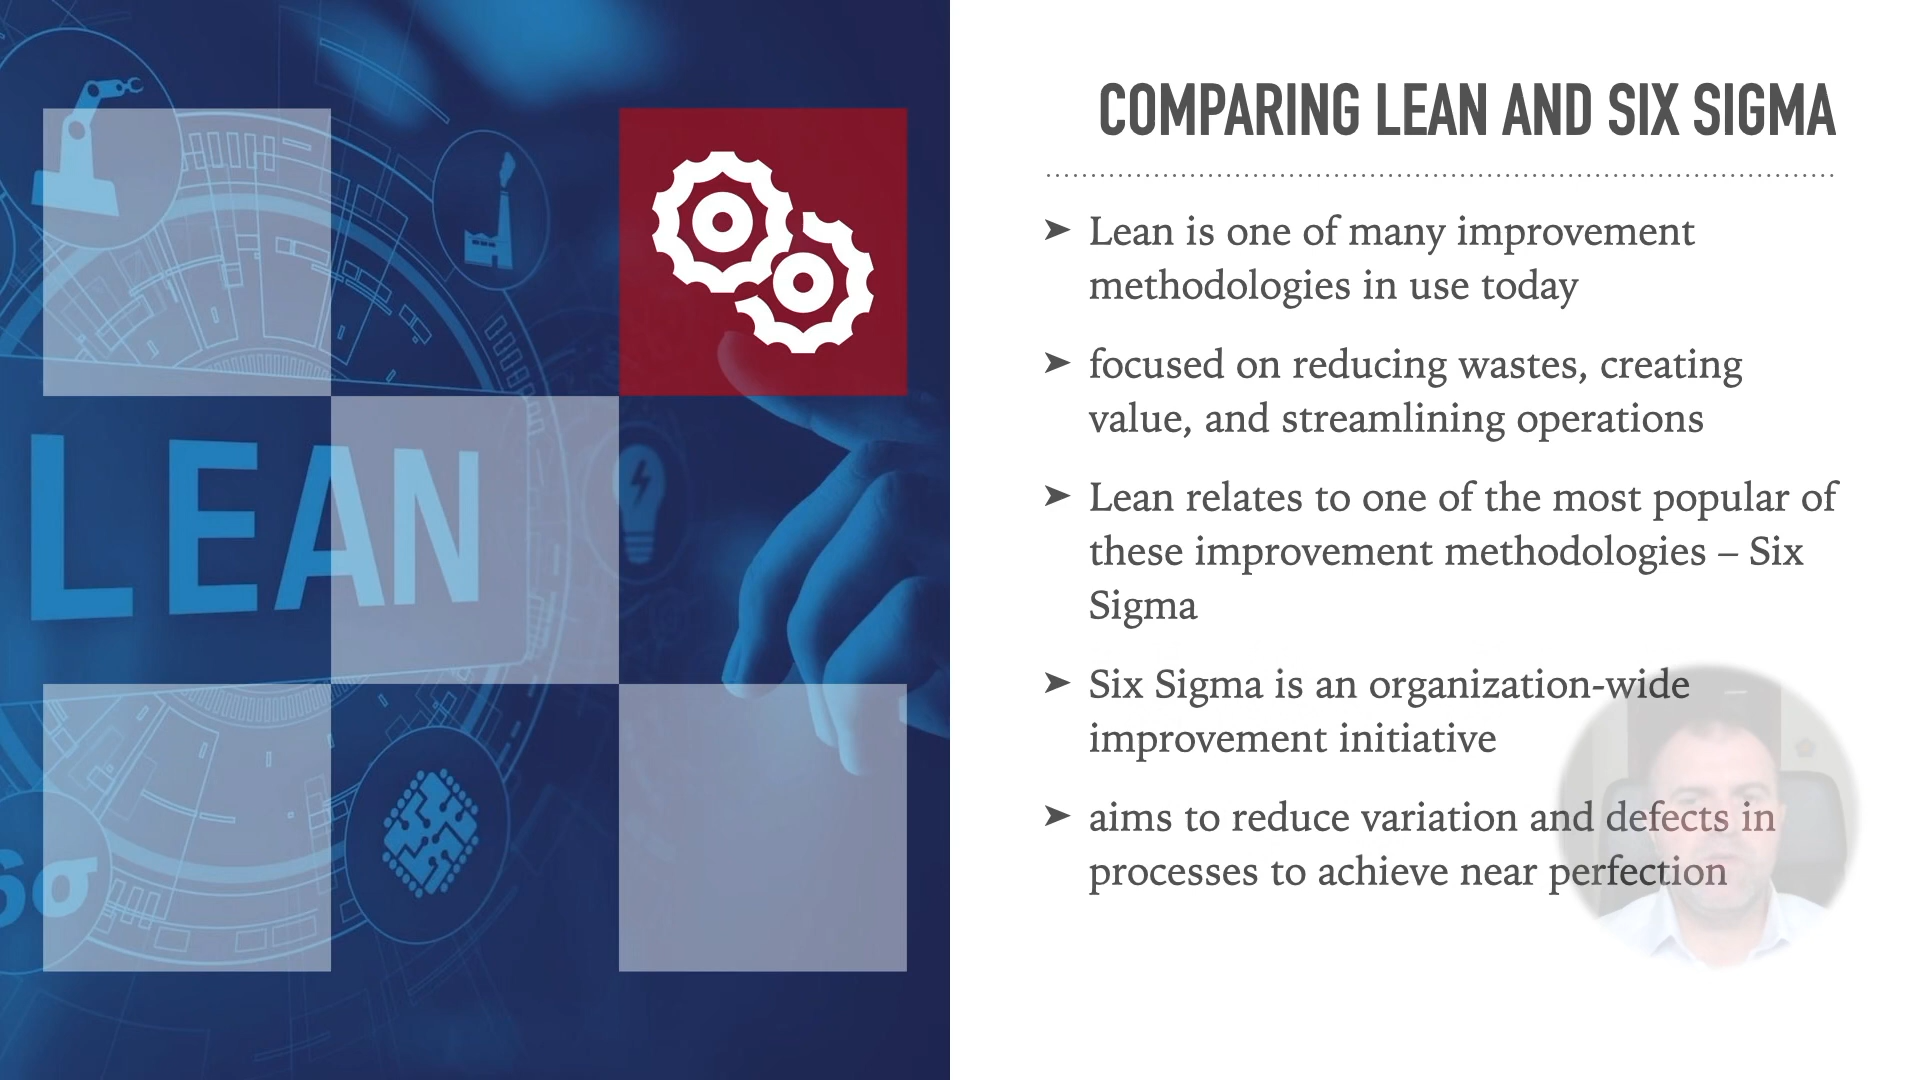 LEAN
6σ
COMPARING LEAN AND SIX SIGMA
➤ Lean is one of many improvement
methodologies in use today
➤ focused on reducing wastes, creating
value, and streamlining operations
➤ Lean relates to one of the most popular of
these improvement methodologies – Six
Sigma
➤ Six Sigma is an organization-wide
improvement initiative
➤ aims to reduce variation and defects in
processes to achieve near perfection